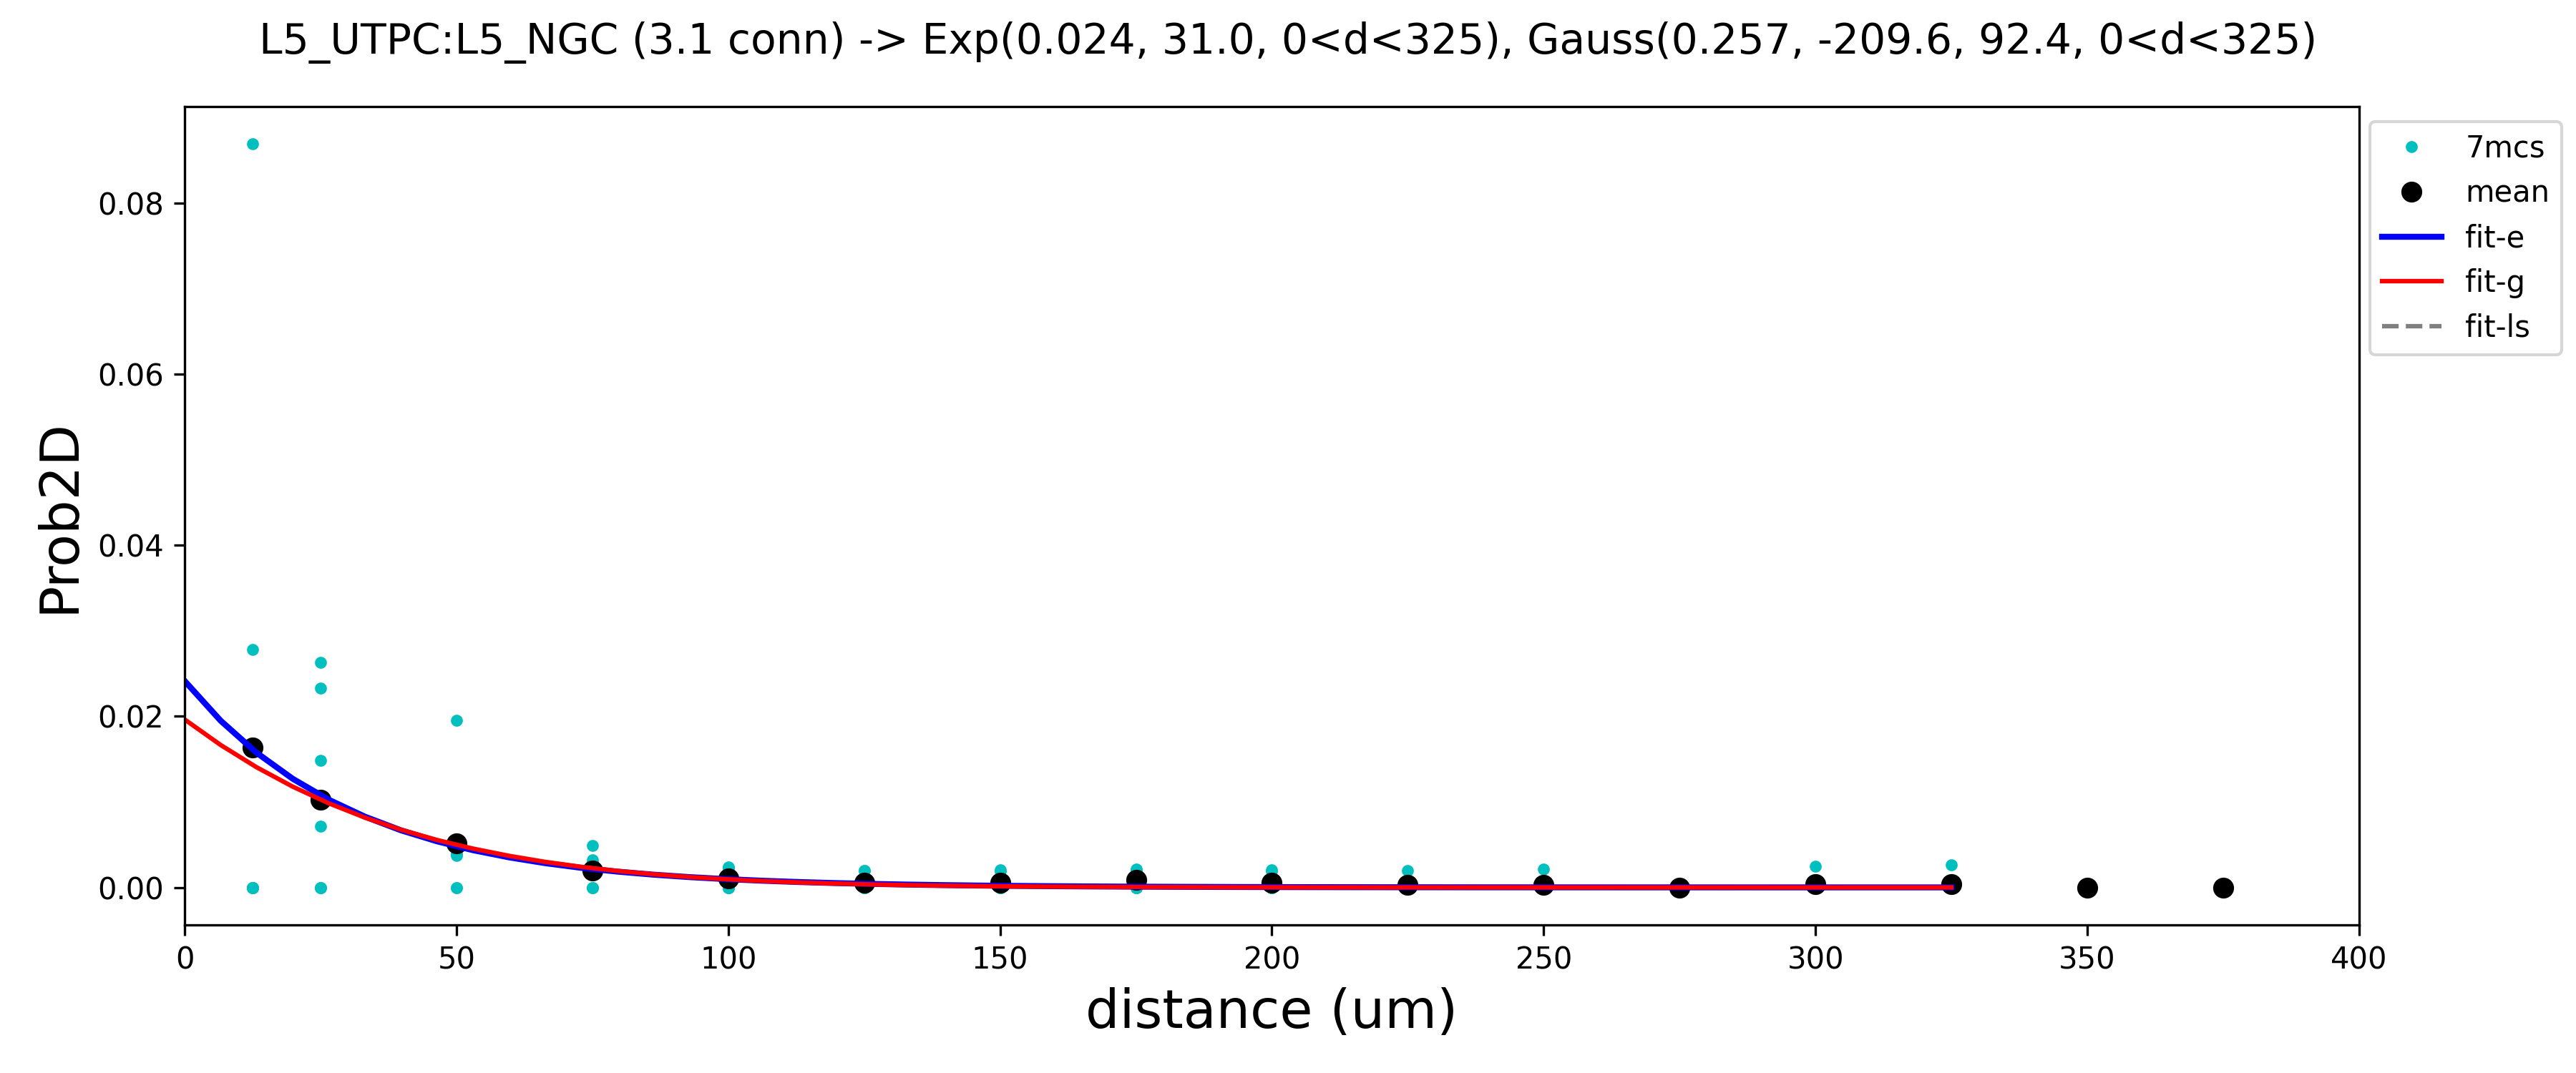 L5_UTPC:L5_NGC (3.1 conn) -> Exp(0.024, 31.0, 0<d<325), Gauss(0.257, -209.6, 92.4, 0<d<325)
7mcs
mean
fit-e
fit-g
fit-ls
Prob2D
0.08
0.06
0.04
0.02
0.00
0 50 100 150 200 250 300 350 400
distance (um)